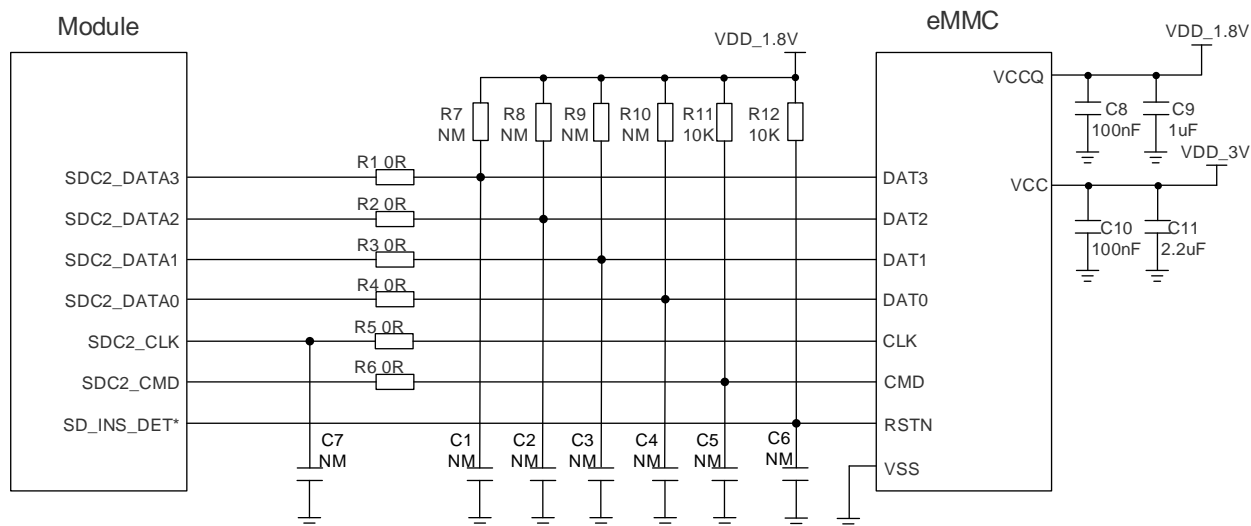 Module
eMMC
VDD_1.8V
VDD_1.8V
VCCQ
R7
NM
R8
NM
R9
NM
R10
NM
R11
10K
R12
10K
C8
100nF
C9
1uF
VDD_3V
R1 0R
SDC2_DATA3
DAT3
VCC
R2 0R
SDC2_DATA2
DAT2
C10
100nF
C11
2.2uF
R3 0R
SDC2_DATA1
DAT1
R4 0R
SDC2_DATA0
DAT0
R5 0R
SDC2_CLK
CLK
R6 0R
SDC2_CMD
CMD
SD_INS_DET*
RSTN
C7
NM
C1
NM
C2
NM
C3
NM
C4
NM
C5
NM
C6
NM
VSS